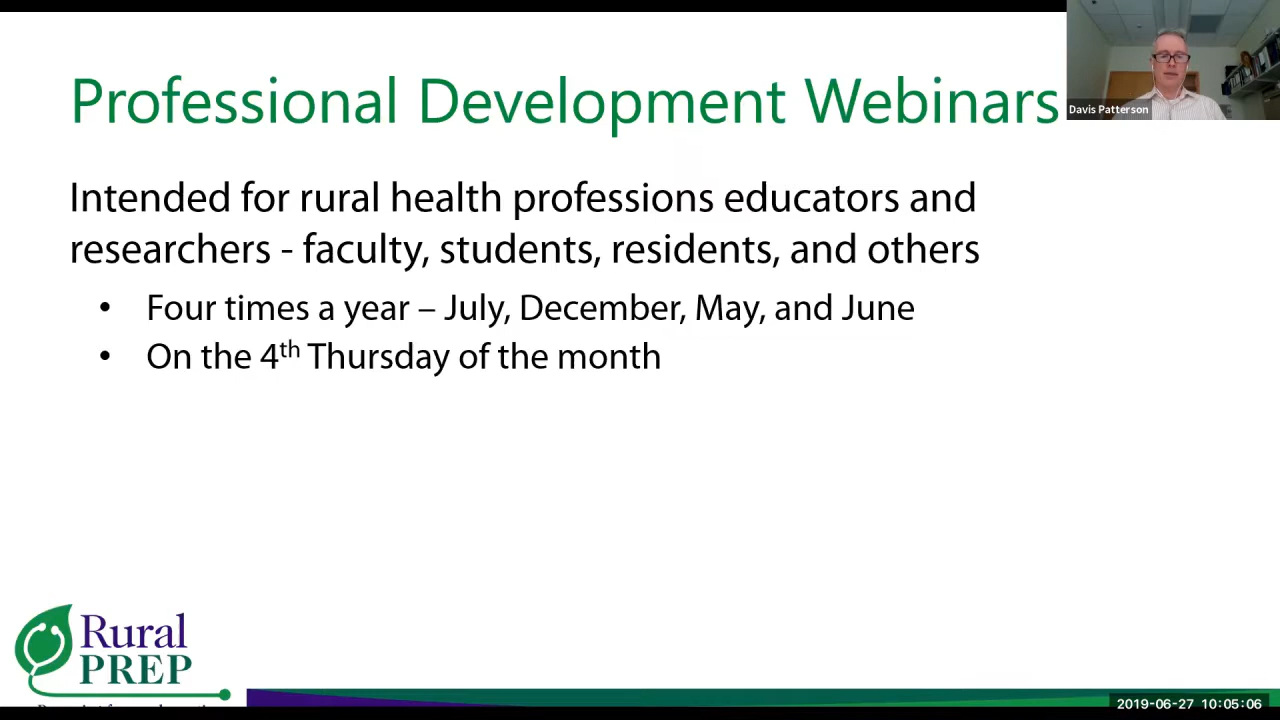 Professional Development Webinars
Davis Patterson
Intended for rural health professions educators and
researchers - faculty, students, residents, and others
• Four times a year – July, December, May, and June
• On the 4th Thursday of the month
Rural
PREP
2019-06-27 10:05:06